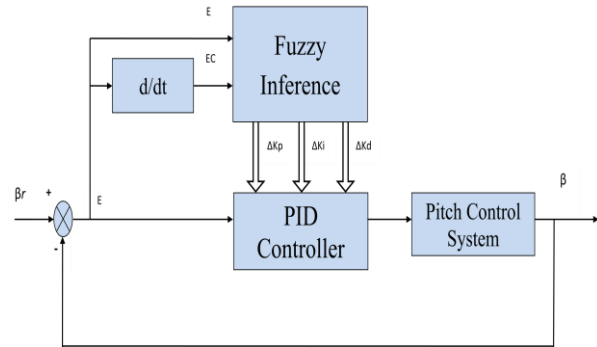 E
Fuzzy
Inference
EC
d/dt
ΔKp
ΔKi
ΔKd
βr
+
E
-
PID
Controller
Pitch Control
System
β